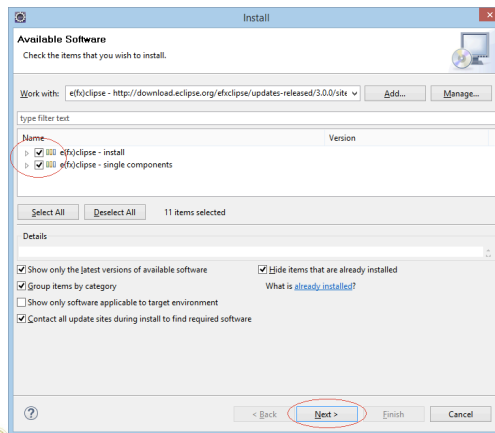 Install
Available Software
Check the items that you wish to install.
Work with: e(fx)clipse - http://download.eclipse.org/efxclipse/updates-released/3.0.0/site Add... Manage...
type filter text
Name Version
e(fx)clipse - install
e(fx)clipse - single components
Select All Deselect All 11 items selected
Details
Show only the latest versions of available software Hide items that are already installed
Group items by category What is already installed?
Show only software applicable to target environment
Contact all update sites during install to find required software
? < Back Next > Finish Cancel